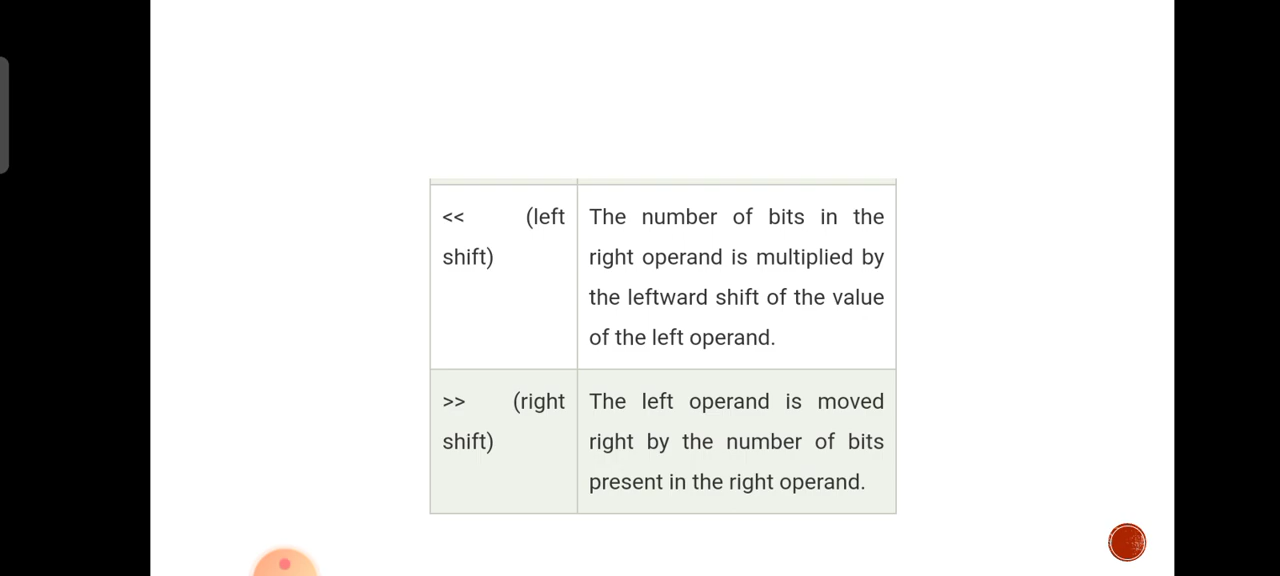 << (left
shift)
The number of bits in the
right operand is multiplied by
the leftward shift of the value
of the left operand.
>> (right
shift)
The left operand is moved
right by the number of bits
present in the right operand.